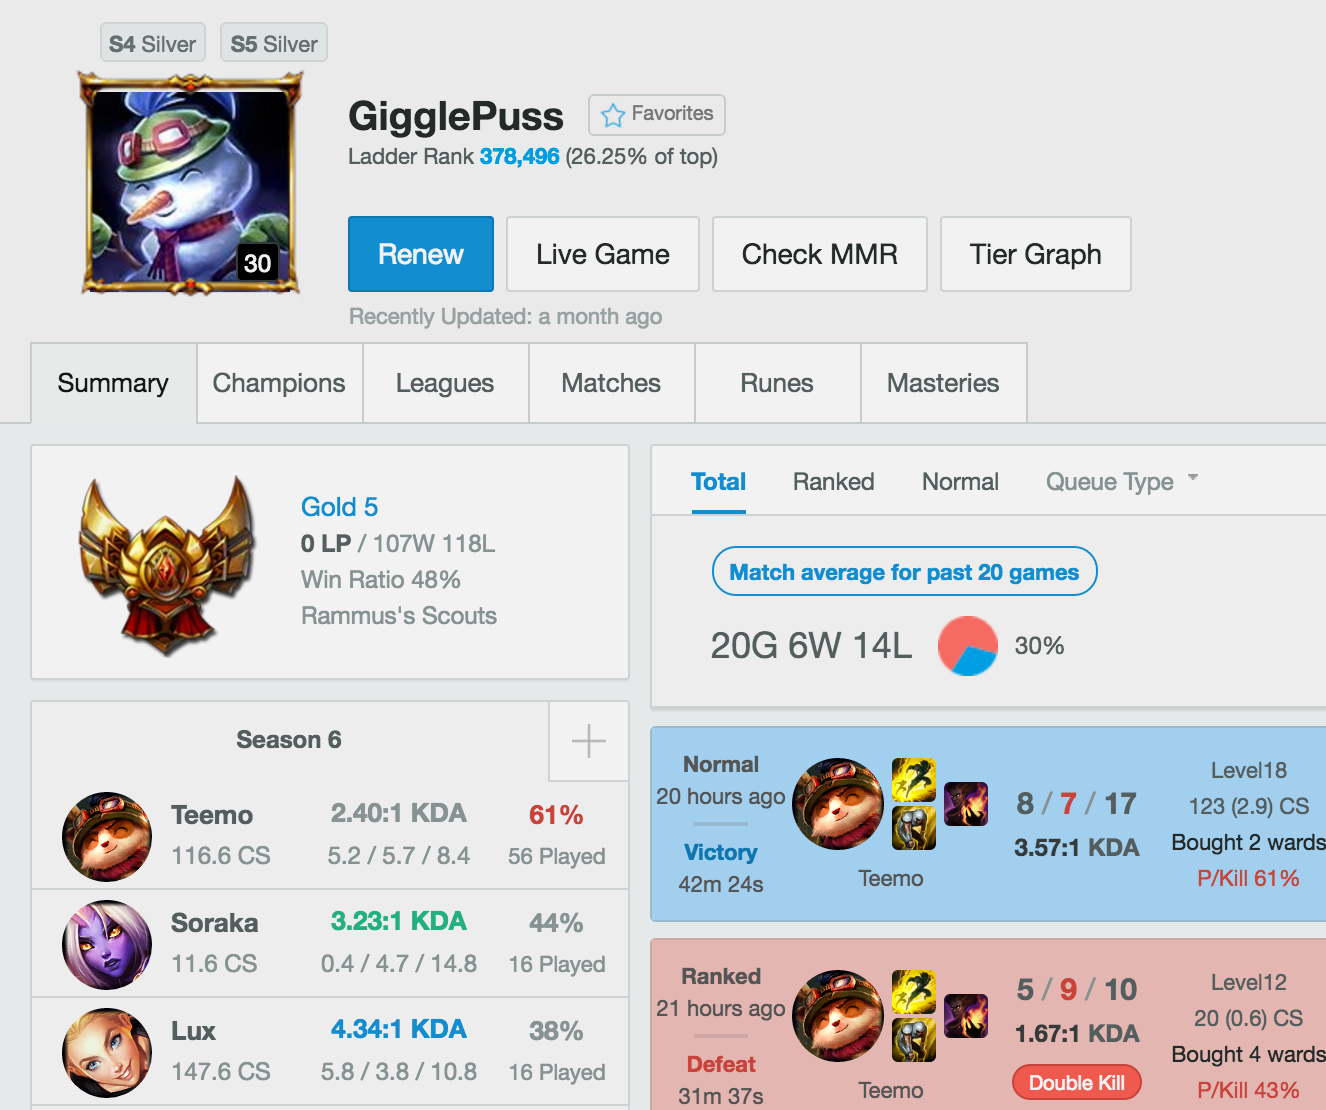 S4 Silver
S5 Silver
GigglePuss
Favorites
Ladder Rank 378,496 (26.25% of top)
30
Renew
Live Game
Check MMR
Tier Graph
Recently Updated: a month ago
Summary
Champions
Leagues
Matches
Runes
Masteries
Gold 5
0 LP / 107W 118L
Win Ratio 48%
Rammus's Scouts
Season 6
Teemo
116.6 CS
2.40:1 KDA
5.2 / 5.7 / 8.4
61%
56 Played
Soraka
11.6 CS
3.23:1 KDA
0.4 / 4.7 / 14.8
44%
16 Played
Lux
147.6 CS
4.34:1 KDA
5.8 / 3.8 / 10.8
38%
16 Played
Total
Ranked
Normal
Queue Type
Match average for past 20 games
20G 6W 14L
30%
Normal
20 hours ago
Victory
42m 24s
Teemo
8 / 7 / 17
3.57:1 KDA
Level18
123 (2.9) CS
Bought 2 wards
P/Kill 61%
Ranked
21 hours ago
Defeat
31m 37s
Teemo
5 / 9 / 10
1.67:1 KDA
Double Kill
Level12
20 (0.6) CS
Bought 4 wards
P/Kill 43%